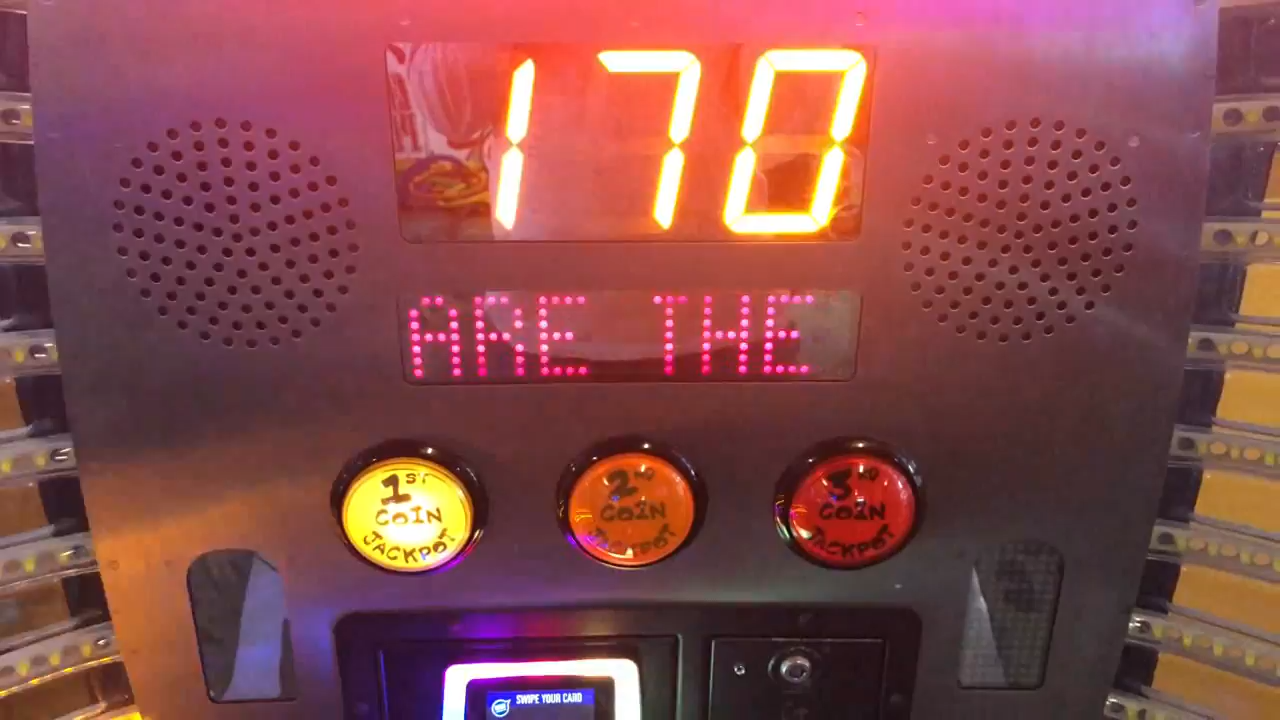 170
ARE THE
1ST COIN JACKPOT
2ND COIN JACKPOT
3RD COIN JACKPOT
SWIPE YOUR CARD